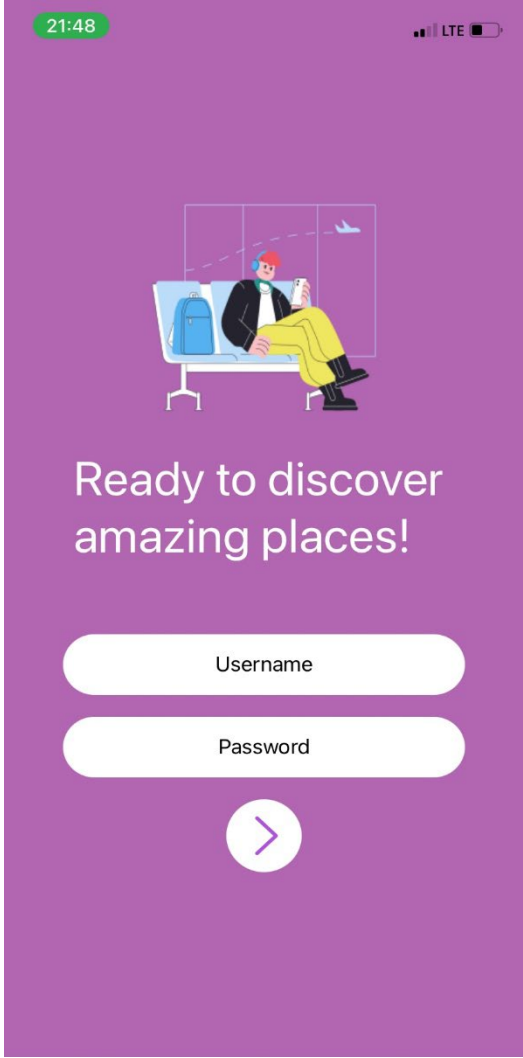 21:48
LTE
Ready to discover
amazing places!
Username
Password